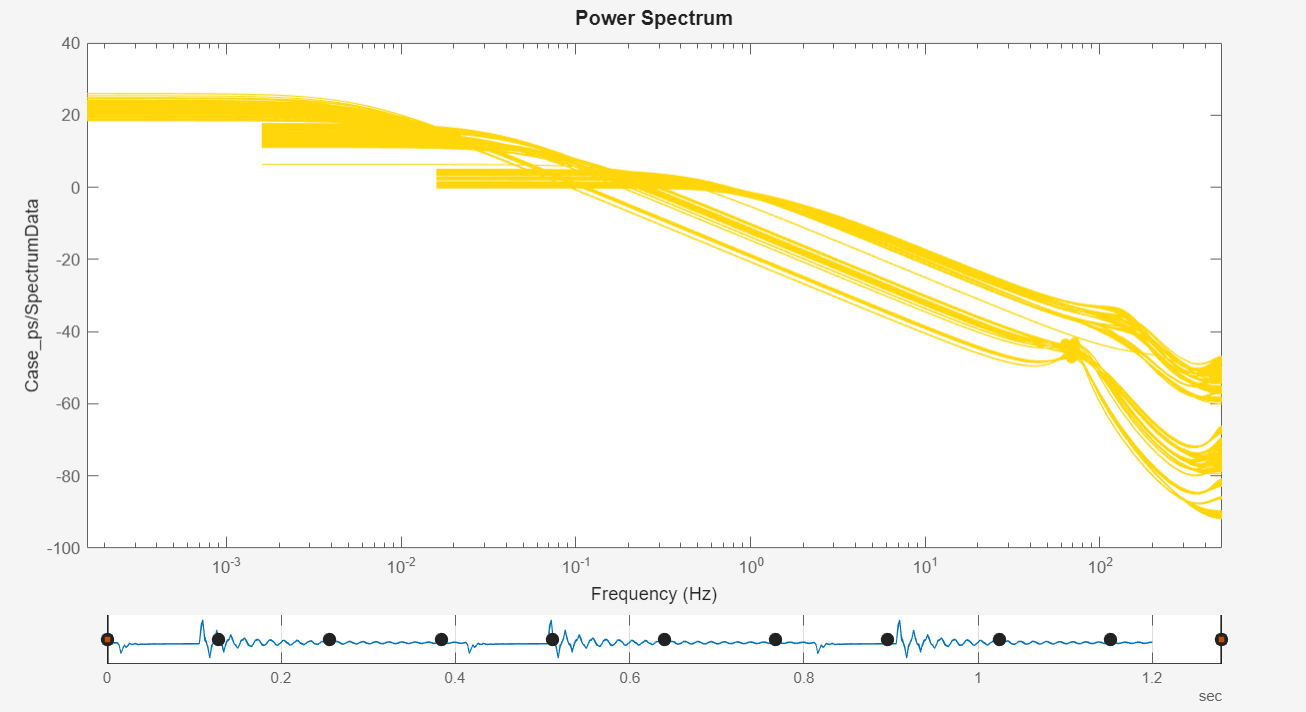 Power Spectrum
40
20
0
-20
-40
-60
-80
-100
Case_ps/SpectrumData
10-3 10-2 10-1 100 101 102
Frequency (Hz)
0 0.2 0.4 0.6 0.8 1 1.2
sec